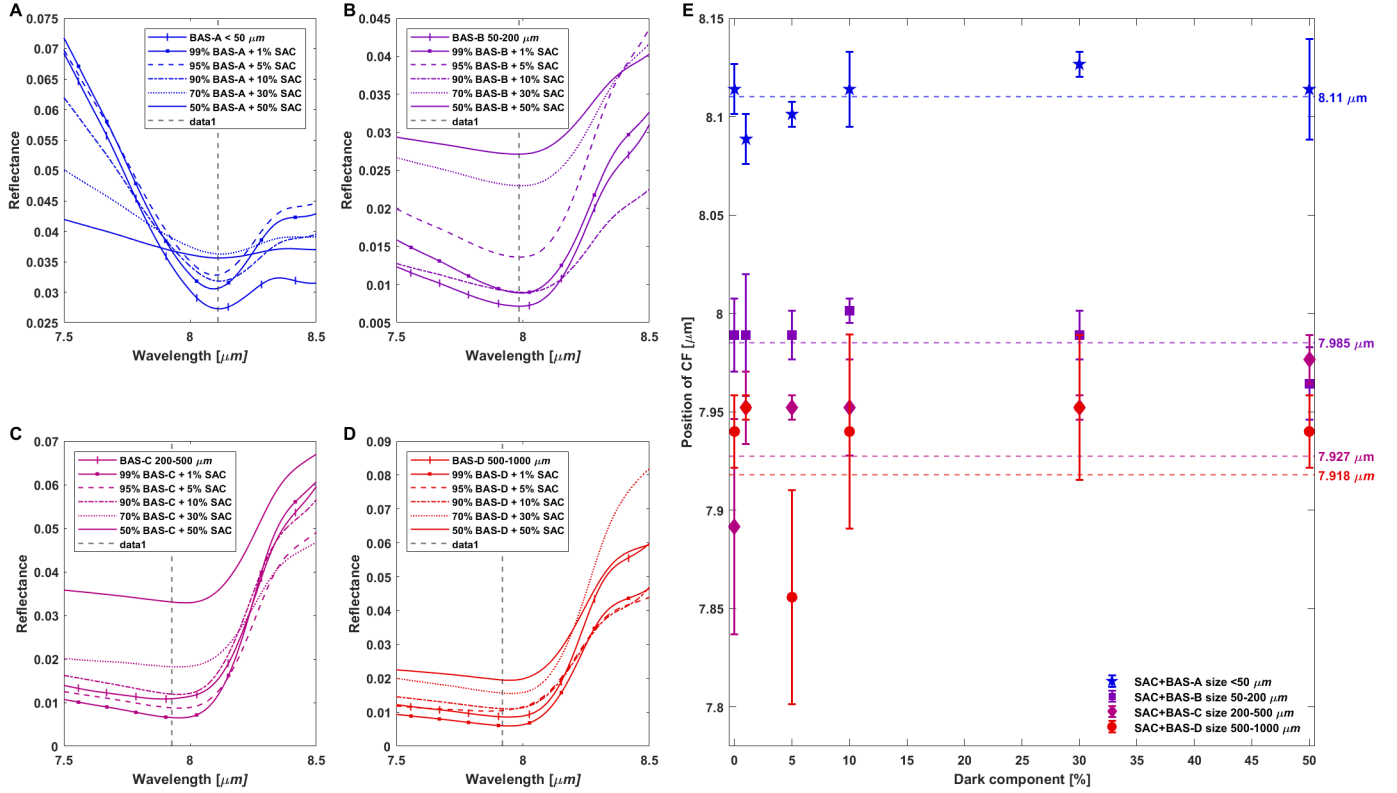 A
0.075
0.07
0.065
0.06
0.055
0.05
0.045
0.04
0.035
0.03
0.025
Reflectance
7.5
8
8.5
Wavelength [μm]
BAS-A < 50 μm
99% BAS-A + 1% SAC
95% BAS-A + 5% SAC
90% BAS-A + 10% SAC
70% BAS-A + 30% SAC
50% BAS-A + 50% SAC
data1
B
0.045
0.04
0.035
0.03
0.025
0.02
0.015
0.01
0.005
Reflectance
7.5
8
8.5
Wavelength [μm]
BAS-B 50-200 μm
99% BAS-B + 1% SAC
95% BAS-B + 5% SAC
90% BAS-B + 10% SAC
70% BAS-B + 30% SAC
50% BAS-B + 50% SAC
data1
C
0.07
0.06
0.05
0.04
0.03
0.02
0.01
0
Reflectance
7.5
8
8.5
Wavelength [μm]
BAS-C 200-500 μm
99% BAS-C + 1% SAC
95% BAS-C + 5% SAC
90% BAS-C + 10% SAC
70% BAS-C + 30% SAC
50% BAS-C + 50% SAC
data1
D
0.09
0.08
0.07
0.06
0.05
0.04
0.03
0.02
0.01
0
Reflectance
7.5
8
8.5
Wavelength [μm]
BAS-D 500-1000 μm
99% BAS-D + 1% SAC
95% BAS-D + 5% SAC
90% BAS-D + 10% SAC
70% BAS-D + 30% SAC
50% BAS-D + 50% SAC
data1
E
8.15
8.1
8.05
8
7.95
7.9
7.85
7.8
Position of CF [μm]
0
5
10
15
20
25
30
35
40
45
50
Dark component [%]
8.11 μm
7.985 μm
7.927 μm
7.918 μm
SAC+BAS-A size <50 μm
SAC+BAS-B size 50-200 μm
SAC+BAS-C size 200-500 μm
SAC+BAS-D size 500-1000 μm